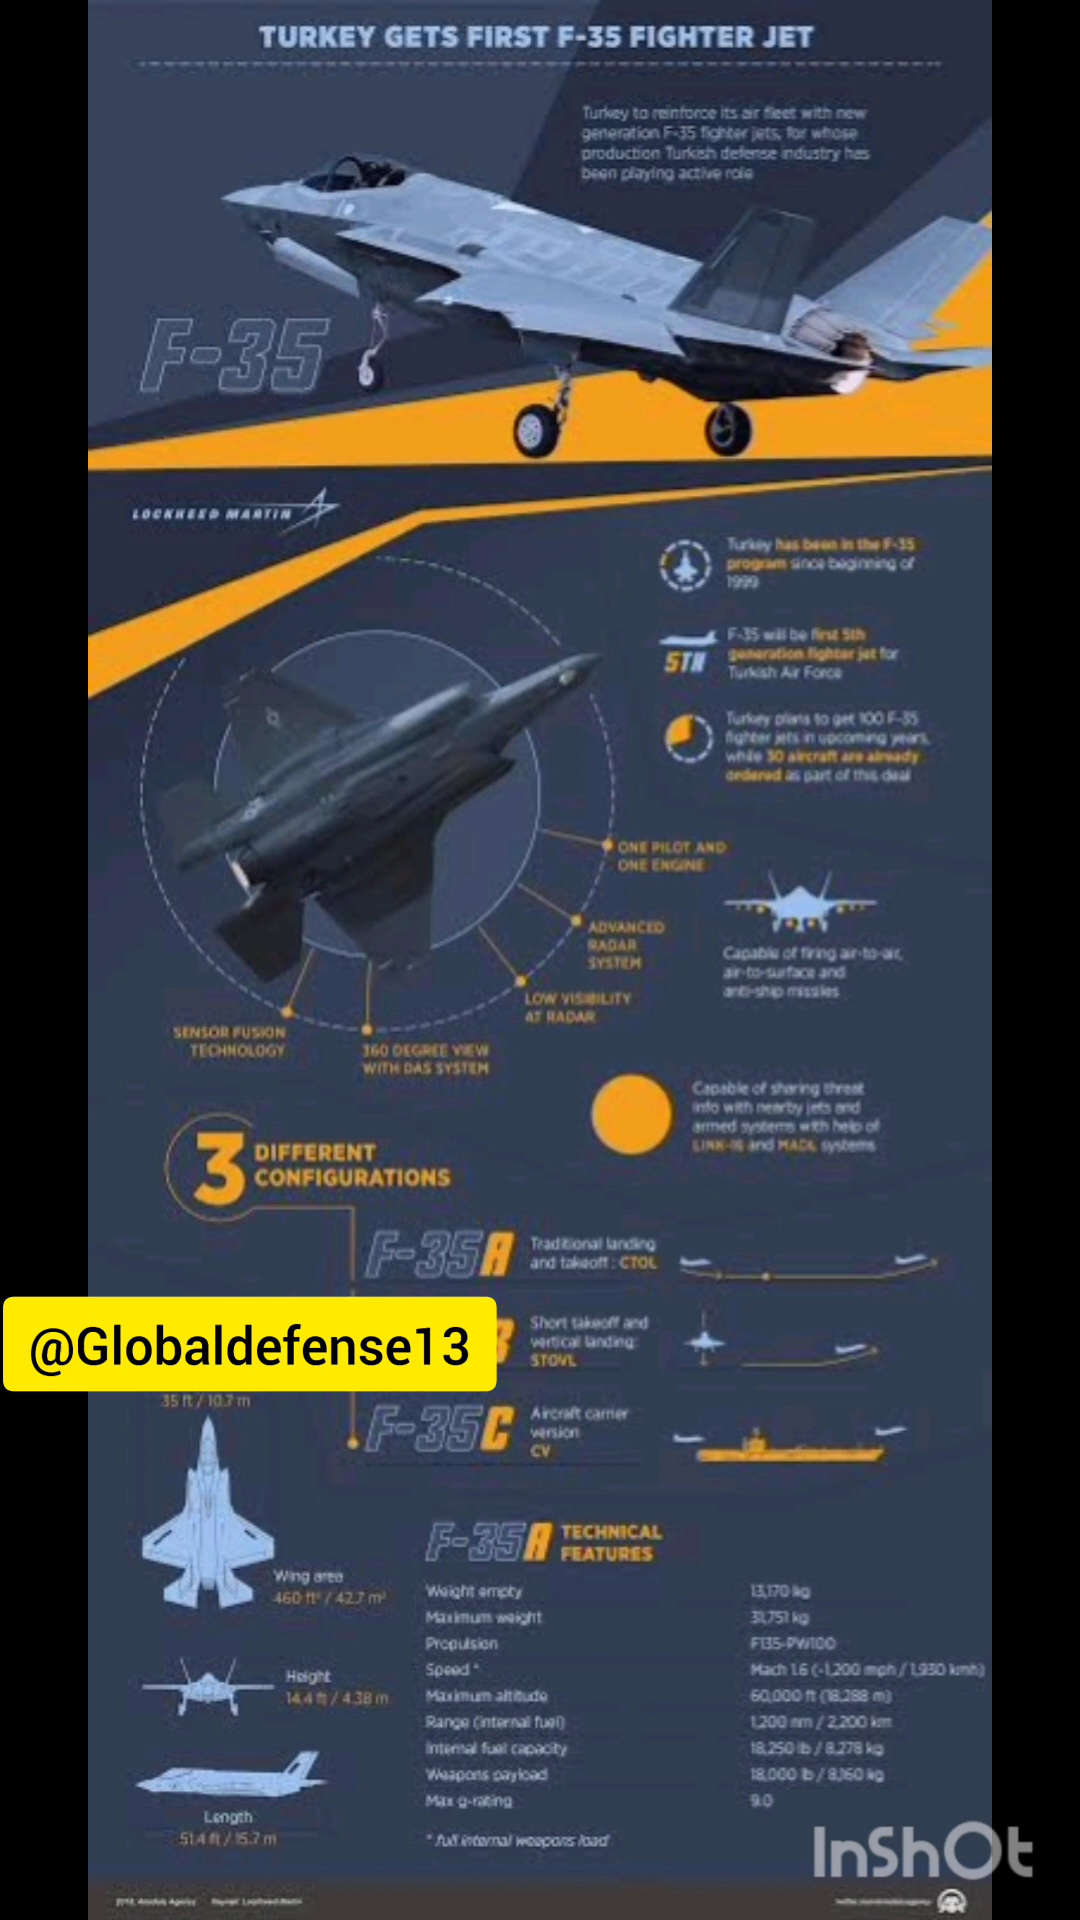 TURKEY GETS FIRST F-35 FIGHTER JET
Turkey to reinforce its air fleet with new
generation F-35 fighter jets, for whose
production Turkish defense industry has
been playing active role
F-35
LOCKHEED MARTIN
Turkey has been in the F-35
program since beginning of
1999
5TH
F-35 will be first 5th
generation fighter jet for
Turkish Air Force
Turkey plans to get 100 F-35
fighter jets in upcoming years,
while 30 aircraft are already
ordered as part of this deal
ONE PILOT AND
ONE ENGINE
ADVANCED
RADAR
SYSTEM
LOW VISIBILITY
AT RADAR
360 DEGREE VIEW
WITH DAS SYSTEM
SENSOR FUSION
TECHNOLOGY
Capable of firing air-to-air,
air-to-surface and
anti-ship missiles
Capable of sharing threat
info with nearby jets and
armed systems with help of
LINK-16 and MADL systems
3 DIFFERENT
CONFIGURATIONS
F-35A
Traditional landing
and takeoff : CTOL
@Globaldefense13
B
Short takeoff and
vertical landing:
STOVL
F-35C
Aircraft carrier
version
CV
35 ft / 10.7 m
Wing area
460 ft² / 42.7 m²
Height
14.4 ft / 4.38 m
Length
51.4 ft / 15.7 m
F-35A TECHNICAL
FEATURES
Weight empty 13,170 kg
Maximum weight 31,751 kg
Propulsion F135-PW100
Speed * Mach 1.6 (~1,200 mph / 1,930 kmh)
Maximum altitude 60,000 ft (18,288 m)
Range (internal fuel) 1,200 nm / 2,200 km
Internal fuel capacity 18,250 lb / 8,278 kg
Weapons payload 18,000 lb / 8,160 kg
Max g-rating 9.0
* full internal weapons load
InShOt
2018, Anadolu Agency Kaynak: Lockheed Martin